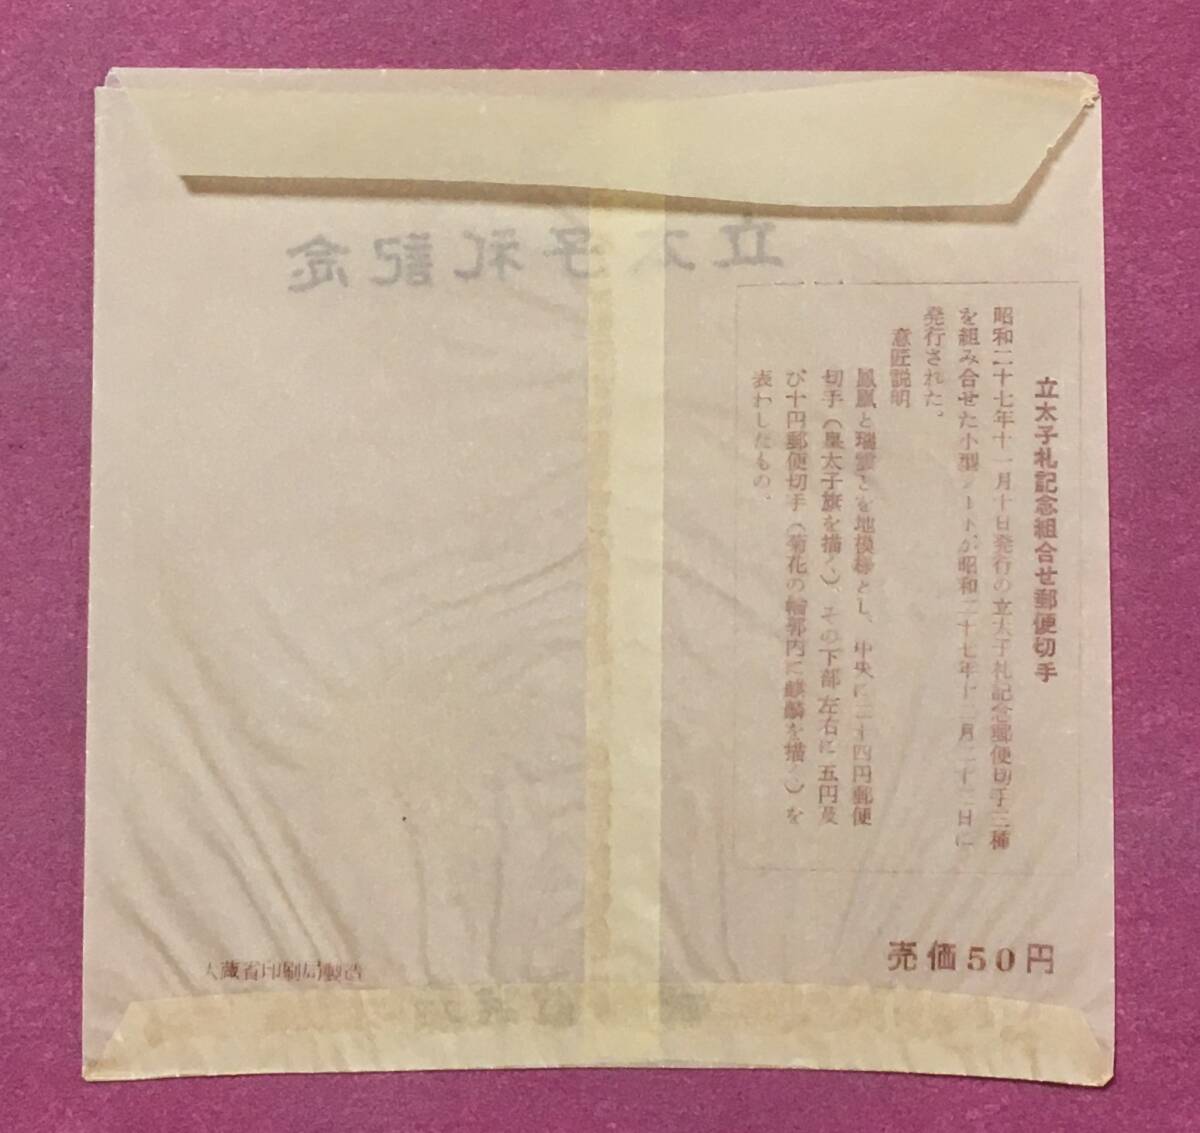 立太子礼記念
立太子礼記念組合せ郵便切手
昭和二十七年十一月十日発行の立太子礼記念郵便切手三種
を組み合せた小型シートが昭和二十七年十二月二十二日に
発行された。
意匠説明
鳳凰と瑞雲とを地模様とし、中央に二十四円郵便
切手(皇太子旗を描く)、その下部左右に五円及
び十円郵便切手(菊花の輪郭内に麒麟を描く)を
表わしたもの。
売価50円
大蔵省印刷局製造